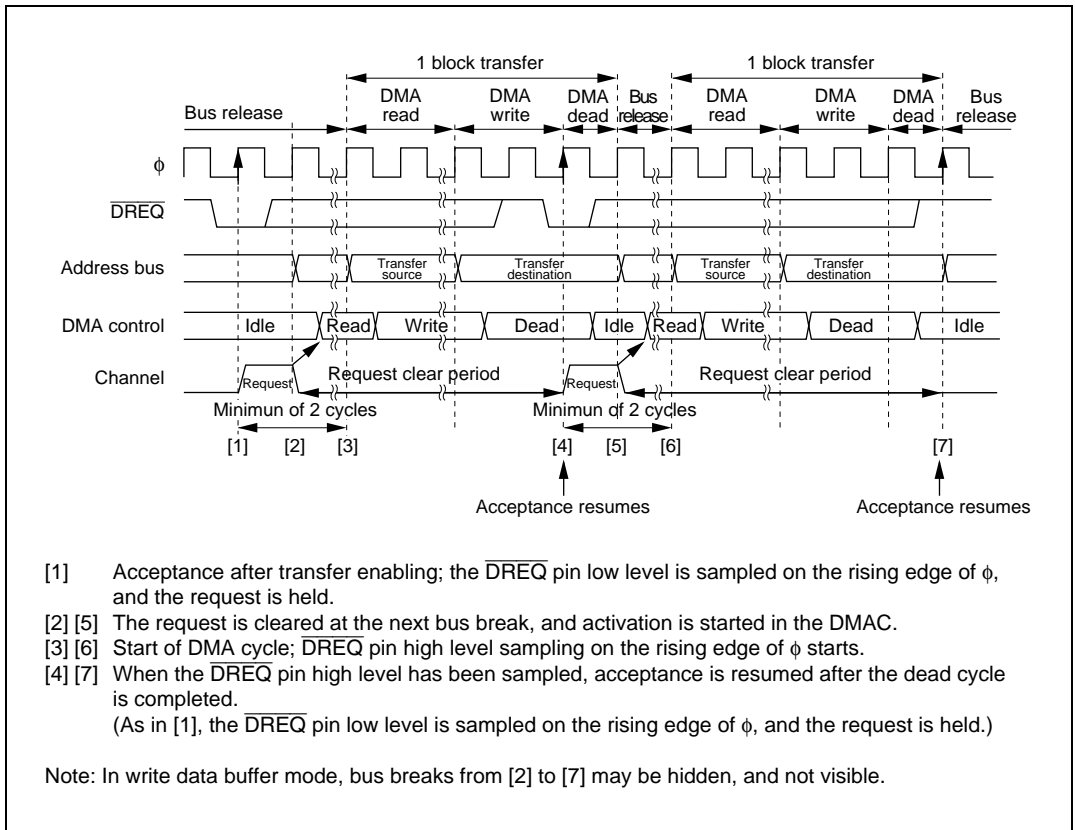 1 block transfer 1 block transfer
Bus release DMA read DMA write DMA dead Bus release DMA read DMA write DMA dead Bus release
ϕ
DREQ
Address bus Transfer source Transfer destination Transfer source Transfer destination
DMA control Idle Read Write Dead Idle Read Write Dead Idle
Channel Request Request clear period Request Request clear period
Minimun of 2 cycles Minimun of 2 cycles
[1] [2] [3] [4] [5] [6] [7]
Acceptance resumes Acceptance resumes
[1] Acceptance after transfer enabling; the DREQ pin low level is sampled on the rising edge of ϕ,
and the request is held.
[2] [5] The request is cleared at the next bus break, and activation is started in the DMAC.
[3] [6] Start of DMA cycle; DREQ pin high level sampling on the rising edge of ϕ starts.
[4] [7] When the DREQ pin high level has been sampled, acceptance is resumed after the dead cycle
is completed.
(As in [1], the DREQ pin low level is sampled on the rising edge of ϕ, and the request is held.)
Note: In write data buffer mode, bus breaks from [2] to [7] may be hidden, and not visible.